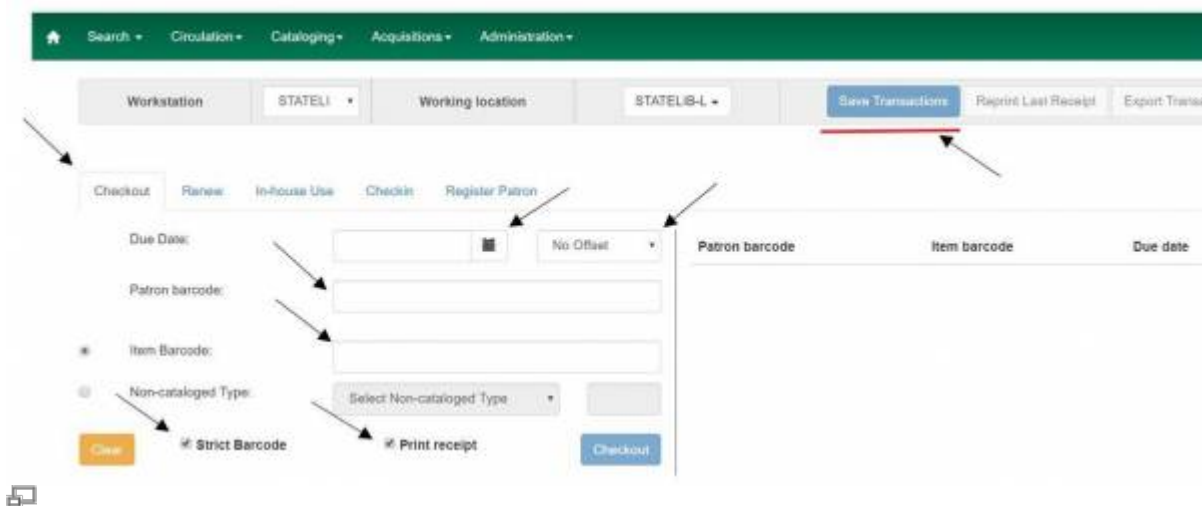 Search Circulation Cataloging Acquisitions Administration
Workstation STATELI Working location STATELIB-L Save Transactions Reprint Last Receipt Export Transa
Checkout Renew In-house Use Checkin Register Patron
Due Date: No Offset Patron barcode Item barcode Due date
Patron barcode:
Item Barcode:
Non-cataloged Type: Select Non-cataloged Type
Clear Strict Barcode Print receipt Checkout